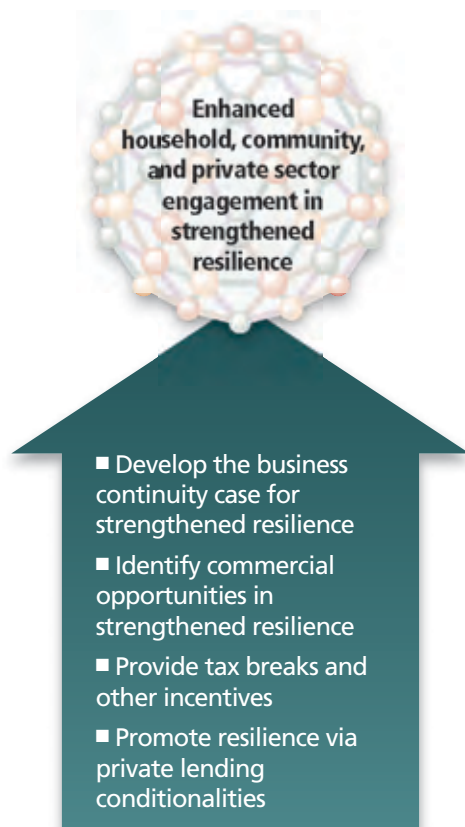 Enhanced
household, community,
and private sector
engagement in
strengthened
resilience
■ Develop the business
continuity case for
strengthened resilience
■ Identify commercial
opportunities in
strengthened resilience
■ Provide tax breaks and
other incentives
■ Promote resilience via
private lending
conditionalities